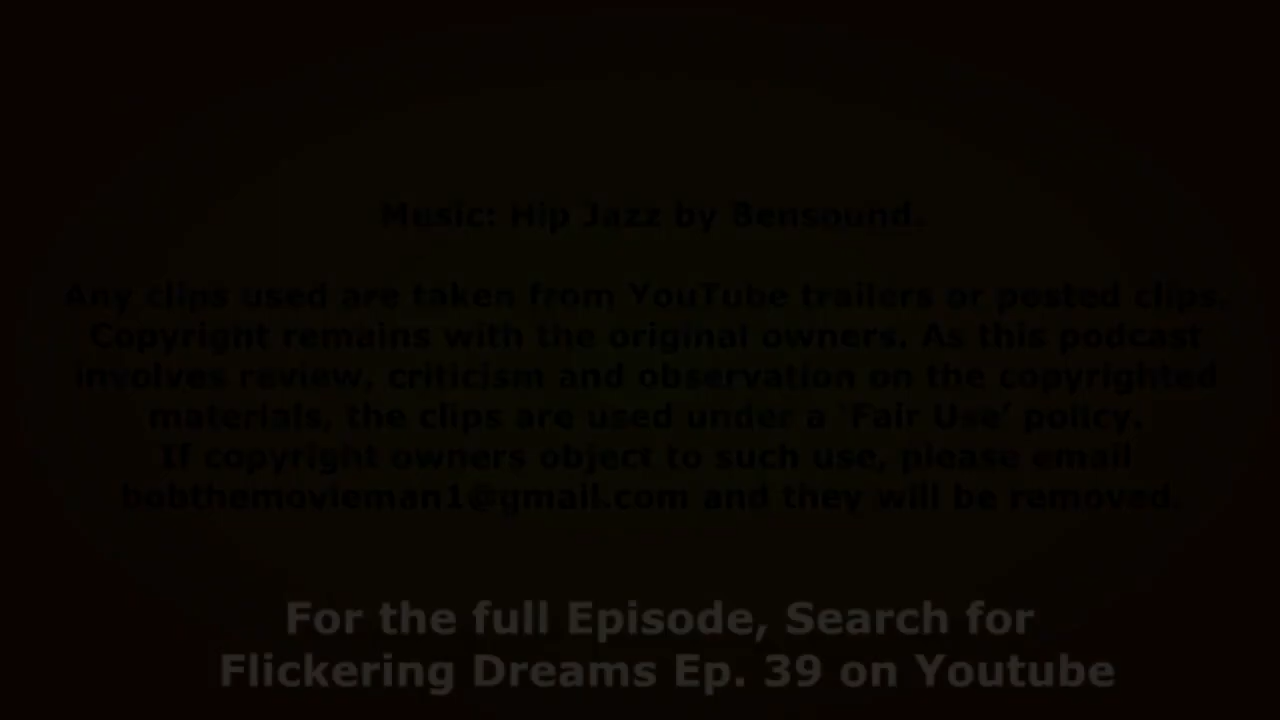 Music: Hip Jazz by Bensound.
Any clips used are taken from YouTube trailers or posted clips.
Copyright remains with the original owners. As this podcast
involves review, criticism and observation on the copyrighted
materials, the clips are used under a 'Fair Use' policy.
If copyright owners object to such use, please email
bobthemovieman1@gmail.com and they will be removed.
For the full Episode, Search for
Flickering Dreams Ep. 39 on Youtube